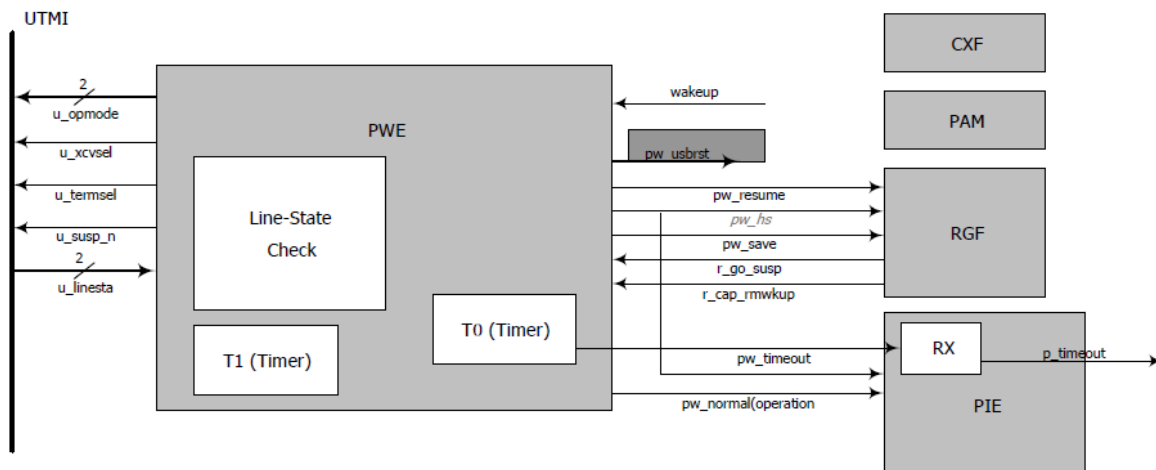 UTMI
CXF
2
wakeup
u_opmode
PAM
PWE
u_xcvsel
pw_usbrst
u_termsel
pw_resume
Line-State
Check
pw_hs
RGF
u_susp_n
pw_save
2
r_go_susp
u_linesta
r_cap_rmwkup
T0 (Timer)
RX
T1 (Timer)
pw_timeout
p_timeout
pw_normal(operation
PIE